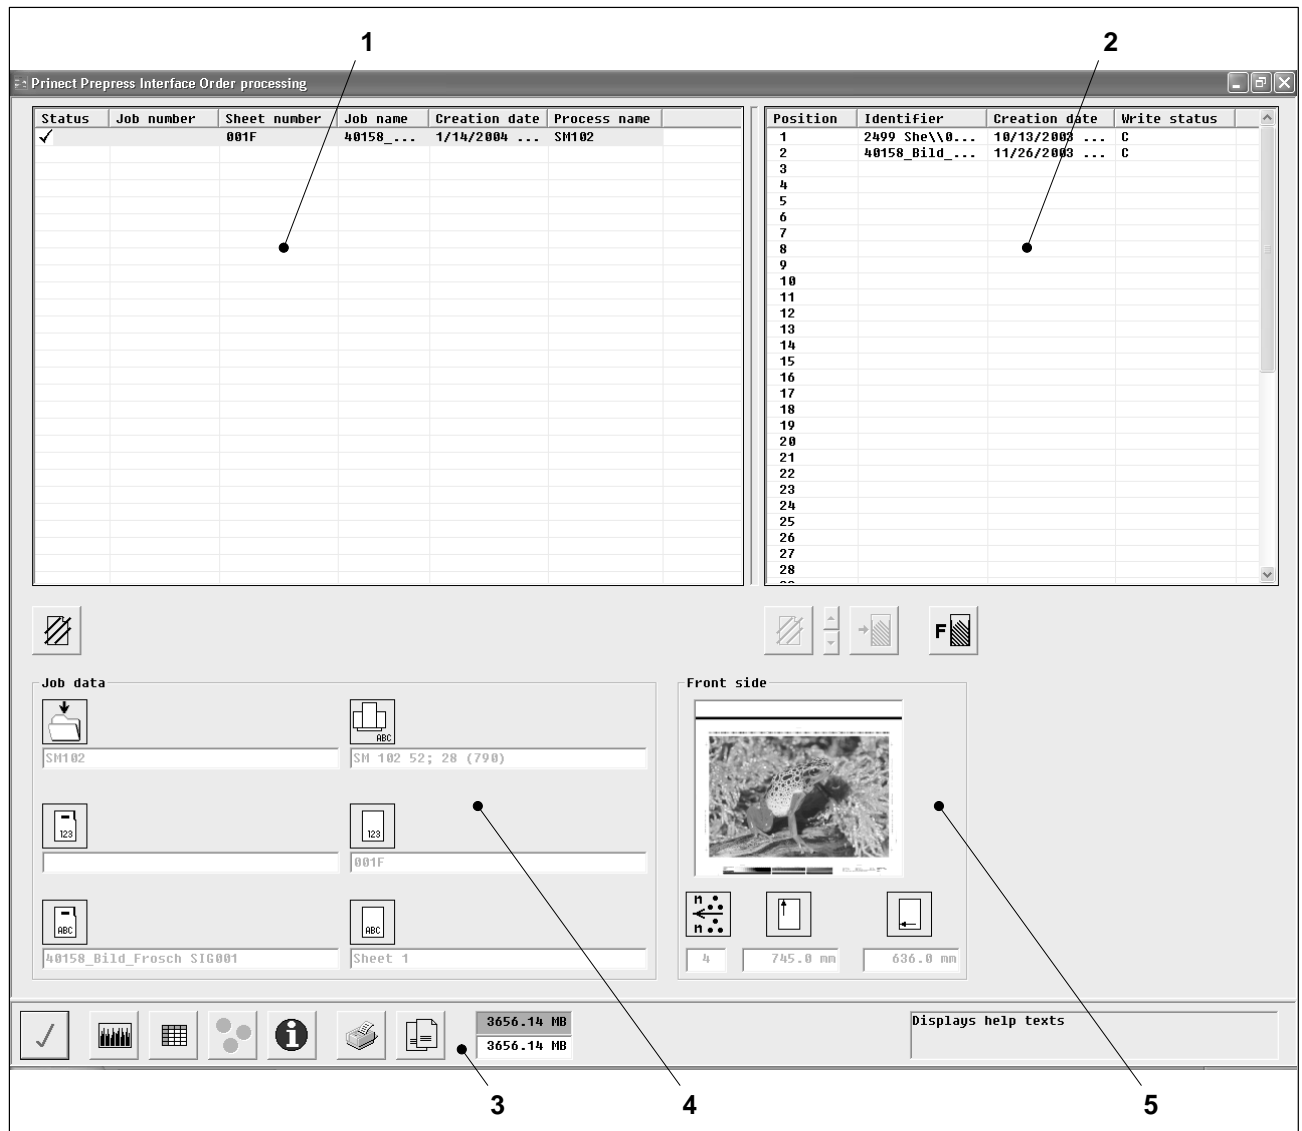 1 2
Prinect Prepress Interface Order processing
Status Job number Sheet number Job name Creation date Process name
001F 40158_... 1/14/2004 ... SM102
Position Identifier Creation date Write status
1 2499 She\\0... 10/13/2003 ... C
2 40158_Bild_... 11/26/2003 ... C
3
4
5
6
7
8
9
10
11
12
13
14
15
16
17
18
19
20
21
22
23
24
25
26
27
28
F
Job data
ABC
SM102
SM 102 52; 28 (790)
123
123
001F
ABC
ABC
40158_Bild_Frosch SIG001
Sheet 1
Front side
n
n
4 745.0 mm 636.0 mm
3656.14 MB
3656.14 MB
Displays help texts
3 4 5